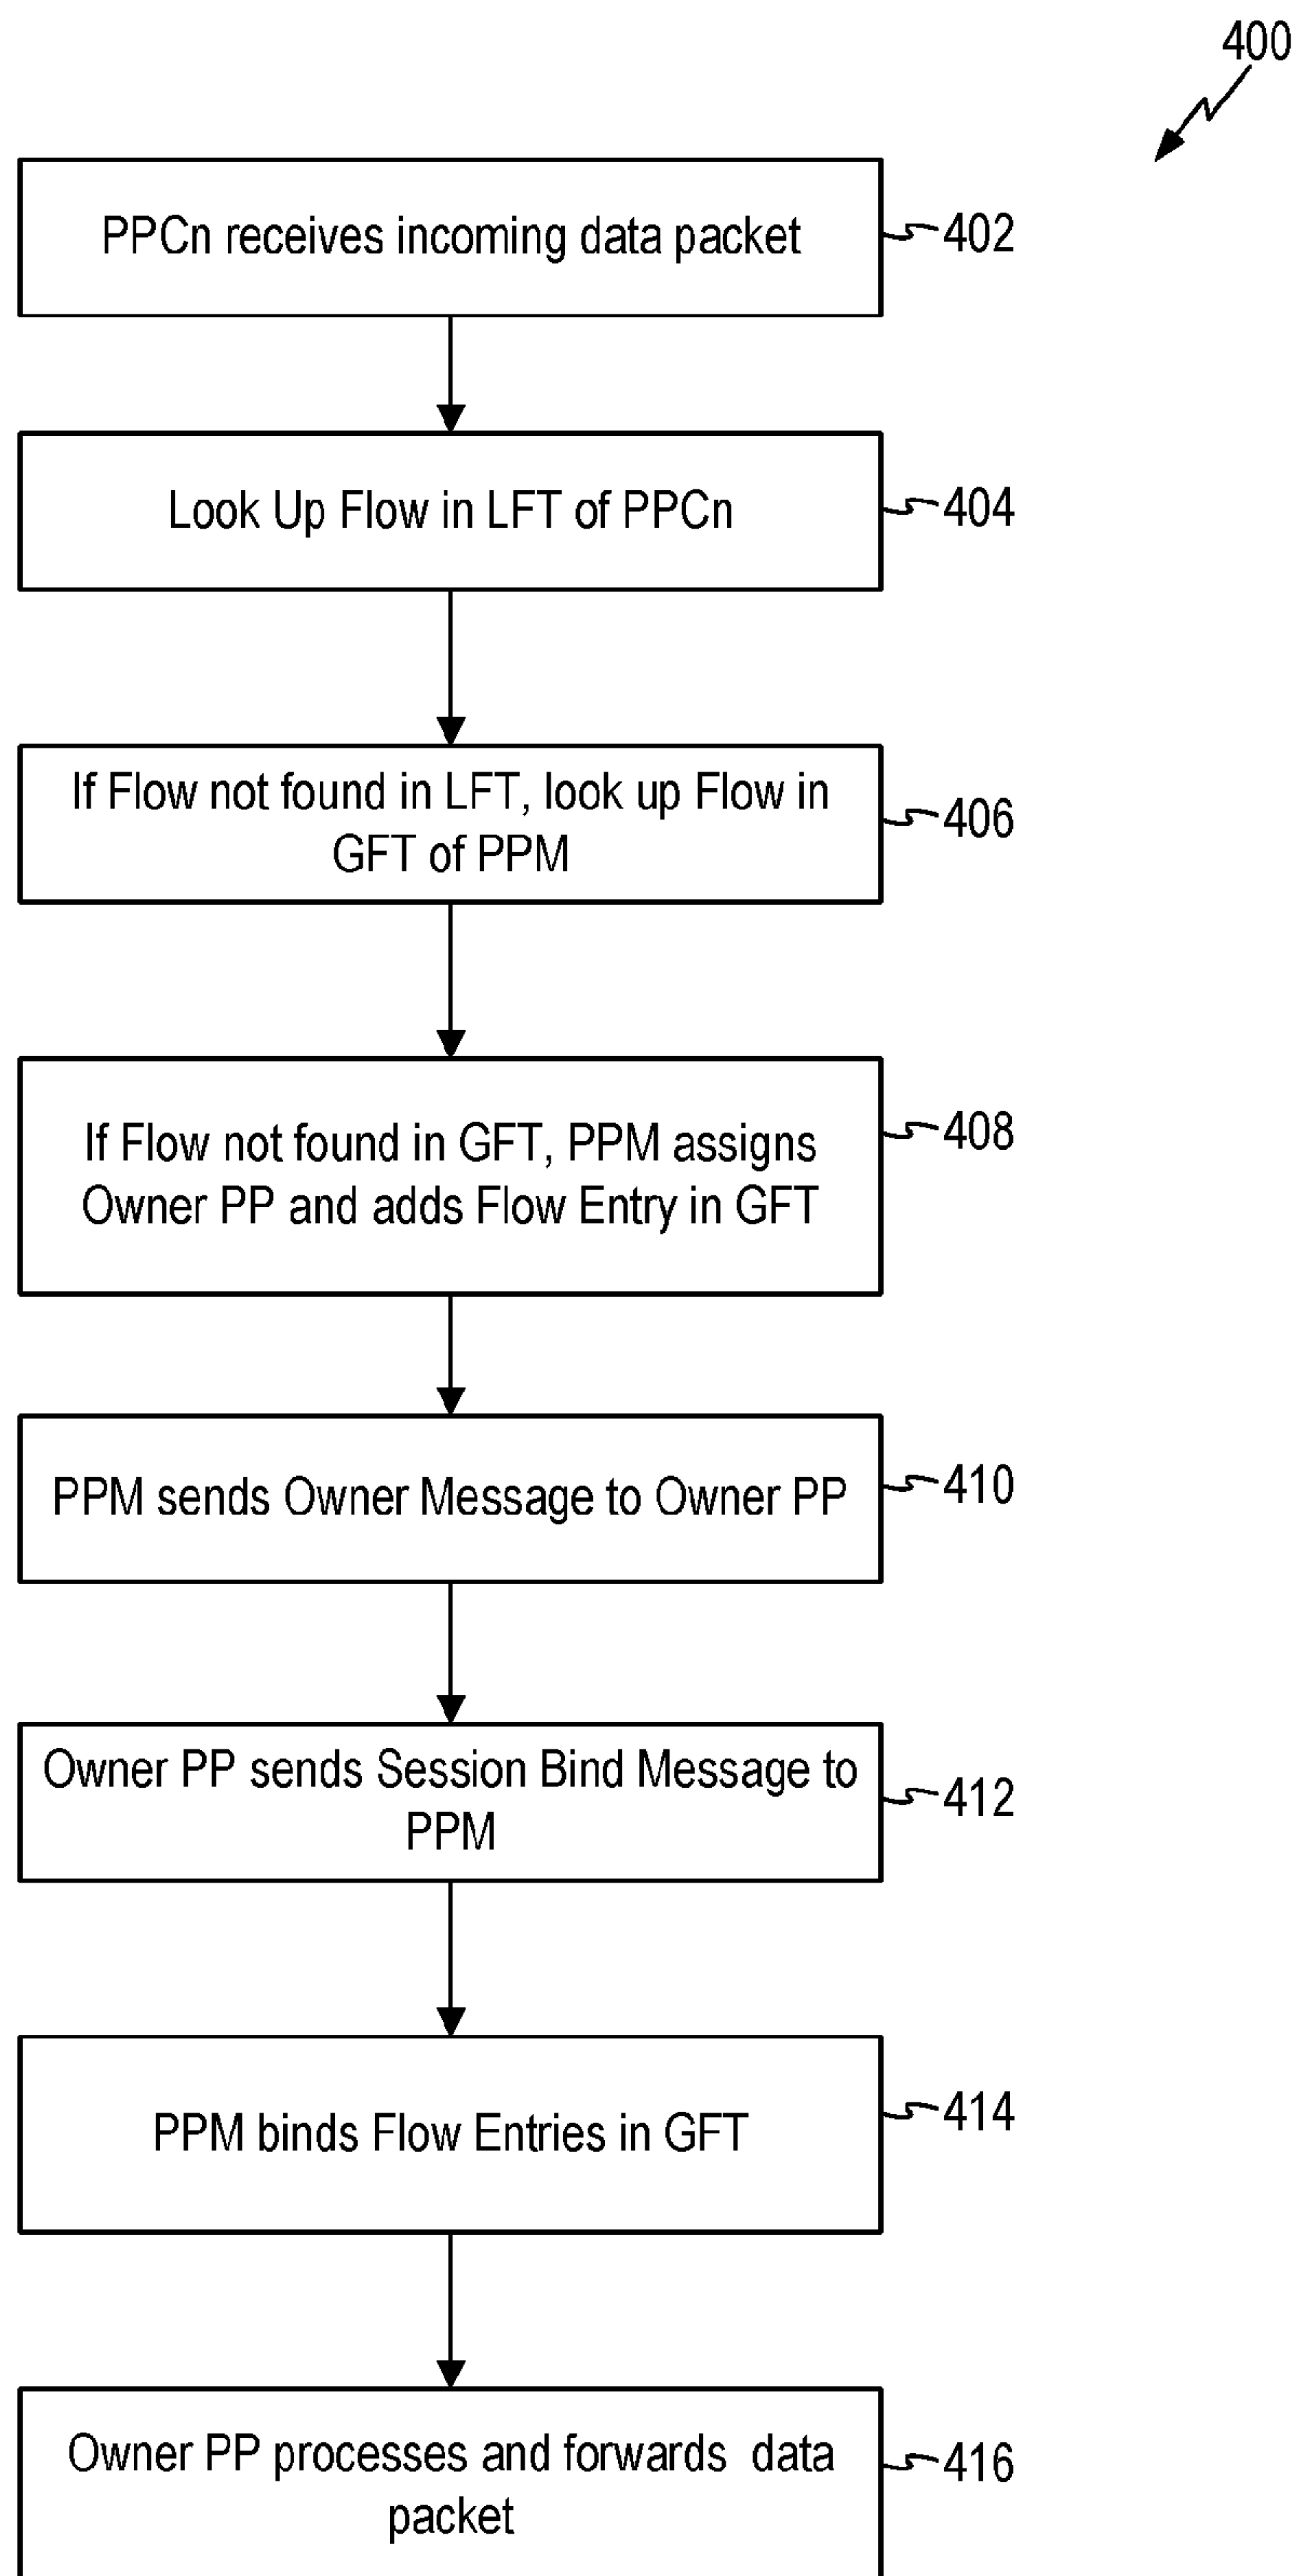 400
PPCn receives incoming data packet
402
Look Up Flow in LFT of PPCn
404
If Flow not found in LFT, look up Flow in
GFT of PPM
406
If Flow not found in GFT, PPM assigns
Owner PP and adds Flow Entry in GFT
408
PPM sends Owner Message to Owner PP
410
Owner PP sends Session Bind Message to
PPM
412
PPM binds Flow Entries in GFT
414
Owner PP processes and forwards data
packet
416